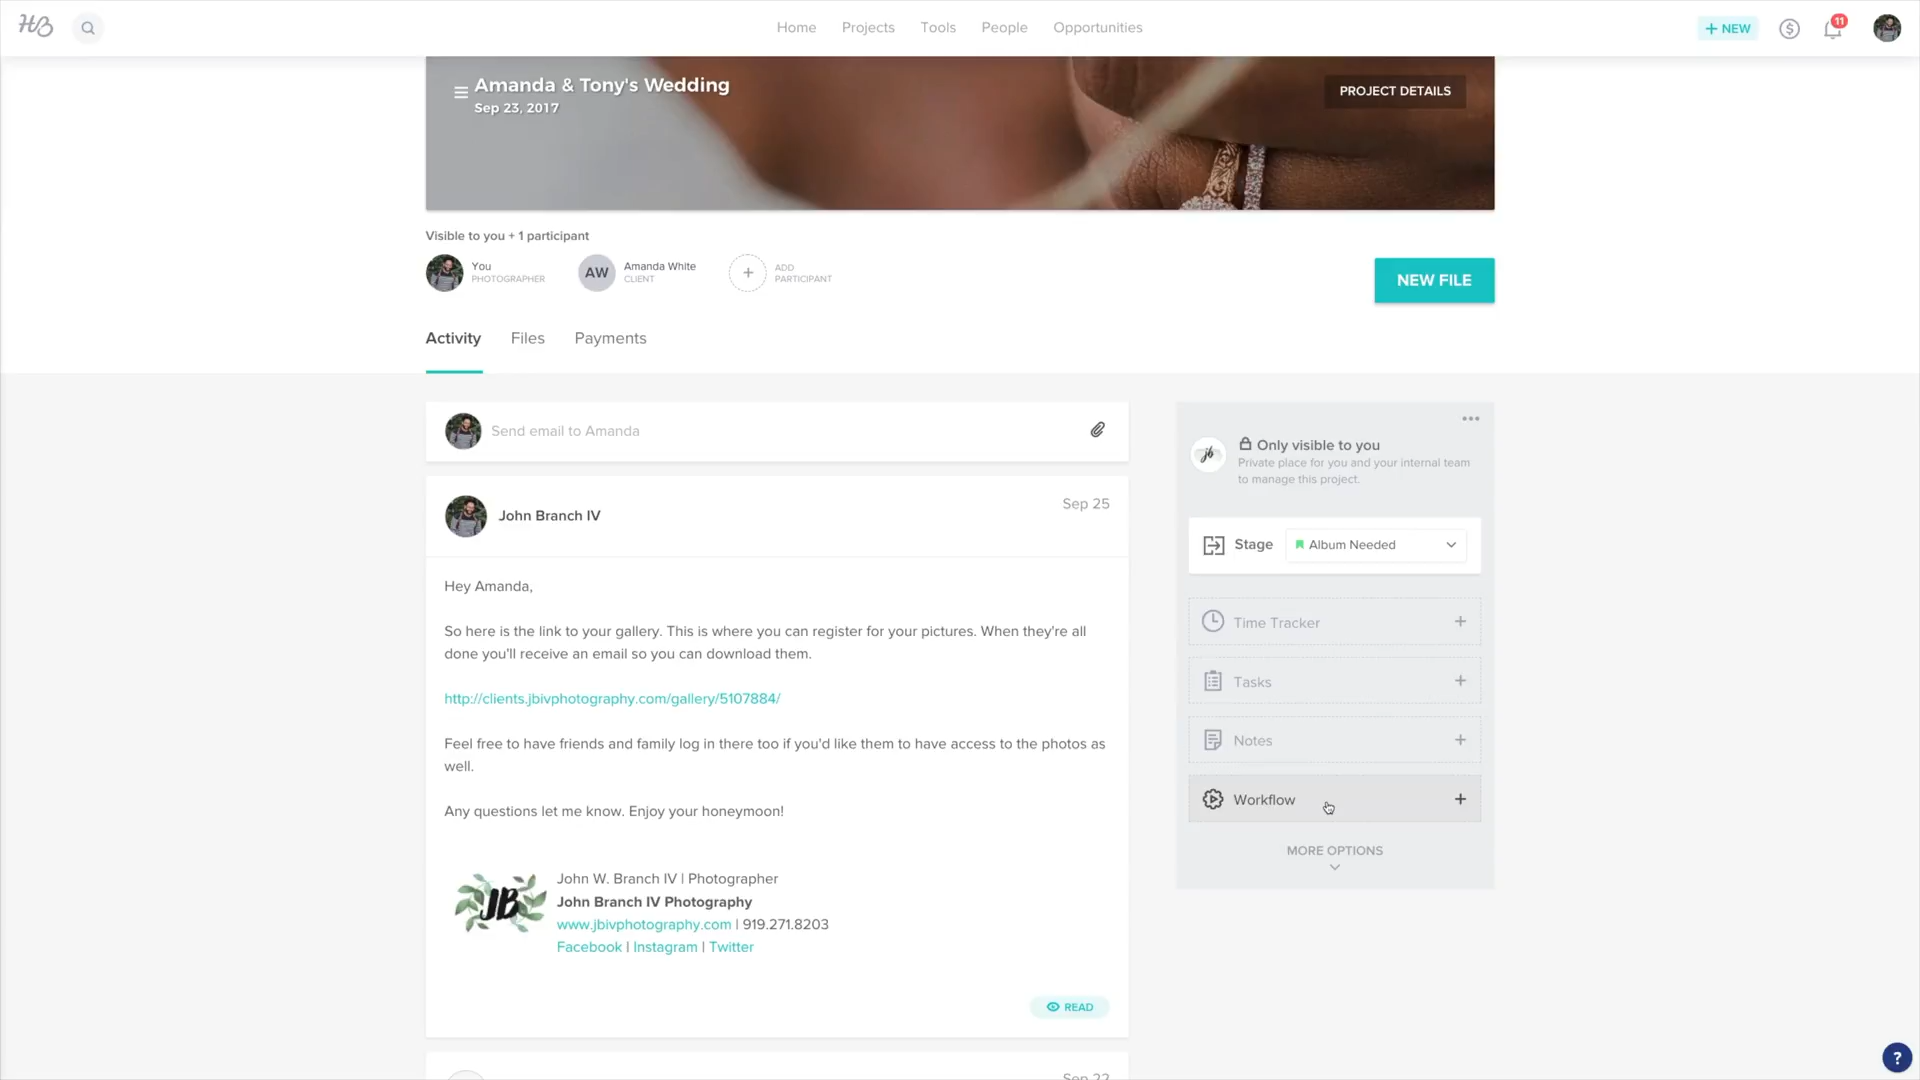 HB
Home Projects Tools People Opportunities
+ NEW
$
11
Amanda & Tony's Wedding
Sep 23, 2017
PROJECT DETAILS
Visible to you + 1 participant
You
PHOTOGRAPHER
AW
Amanda White
CLIENT
+
ADD
PARTICIPANT
NEW FILE
Activity Files Payments
Send email to Amanda
John Branch IV
Sep 25
Hey Amanda,
So here is the link to your gallery. This is where you can register for your pictures. When they're all
done you'll receive an email so you can download them.
http://clients.jbivphotography.com/gallery/5107884/
Feel free to have friends and family log in there too if you'd like them to have access to the photos as
well.
Any questions let me know. Enjoy your honeymoon!
JB
John W. Branch IV | Photographer
John Branch IV Photography
www.jbivphotography.com | 919.271.8203
Facebook | Instagram | Twitter
READ
Sep 22
jb
Only visible to you
Private place for you and your internal team
to manage this project.
Stage Album Needed
Time Tracker +
Tasks +
Notes +
Workflow +
MORE OPTIONS
?